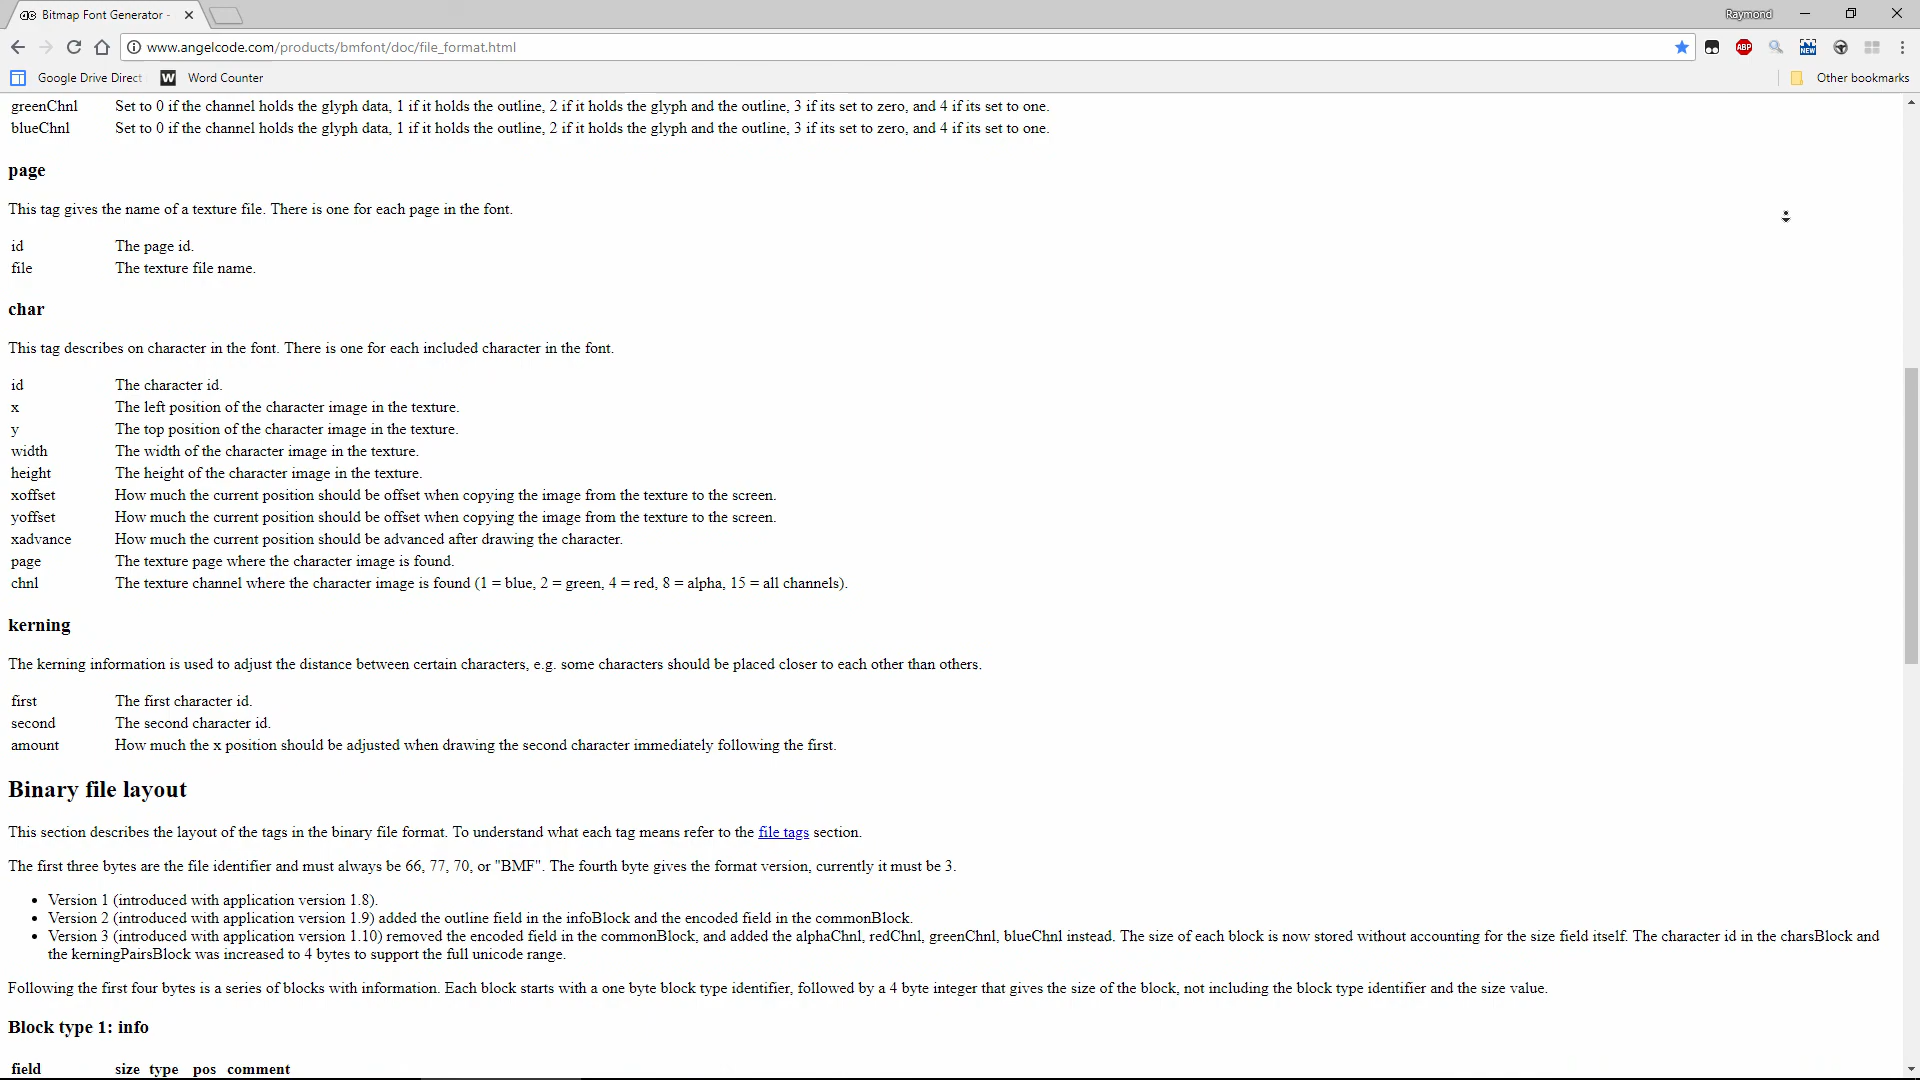 Bitmap Font Generator -
Raymond
www.angelcode.com/products/bmfont/doc/file_format.html
ABP
NEW
Google Drive Direct
W
Word Counter
Other bookmarks
greenChnl Set to 0 if the channel holds the glyph data, 1 if it holds the outline, 2 if it holds the glyph and the outline, 3 if its set to zero, and 4 if its set to one.
blueChnl Set to 0 if the channel holds the glyph data, 1 if it holds the outline, 2 if it holds the glyph and the outline, 3 if its set to zero, and 4 if its set to one.
page
This tag gives the name of a texture file. There is one for each page in the font.
id The page id.
file The texture file name.
char
This tag describes on character in the font. There is one for each included character in the font.
id The character id.
x The left position of the character image in the texture.
y The top position of the character image in the texture.
width The width of the character image in the texture.
height The height of the character image in the texture.
xoffset How much the current position should be offset when copying the image from the texture to the screen.
yoffset How much the current position should be offset when copying the image from the texture to the screen.
xadvance How much the current position should be advanced after drawing the character.
page The texture page where the character image is found.
chnl The texture channel where the character image is found (1 = blue, 2 = green, 4 = red, 8 = alpha, 15 = all channels).
kerning
The kerning information is used to adjust the distance between certain characters, e.g. some characters should be placed closer to each other than others.
first The first character id.
second The second character id.
amount How much the x position should be adjusted when drawing the second character immediately following the first.
Binary file layout
This section describes the layout of the tags in the binary file format. To understand what each tag means refer to the file tags section.
The first three bytes are the file identifier and must always be 66, 77, 70, or "BMF". The fourth byte gives the format version, currently it must be 3.
• Version 1 (introduced with application version 1.8).
• Version 2 (introduced with application version 1.9) added the outline field in the infoBlock and the encoded field in the commonBlock.
• Version 3 (introduced with application version 1.10) removed the encoded field in the commonBlock, and added the alphaChnl, redChnl, greenChnl, blueChnl instead. The size of each block is now stored without accounting for the size field itself. The character id in the charsBlock and
the kerningPairsBlock was increased to 4 bytes to support the full unicode range.
Following the first four bytes is a series of blocks with information. Each block starts with a one byte block type identifier, followed by a 4 byte integer that gives the size of the block, not including the block type identifier and the size value.
Block type 1: info
field size type pos comment